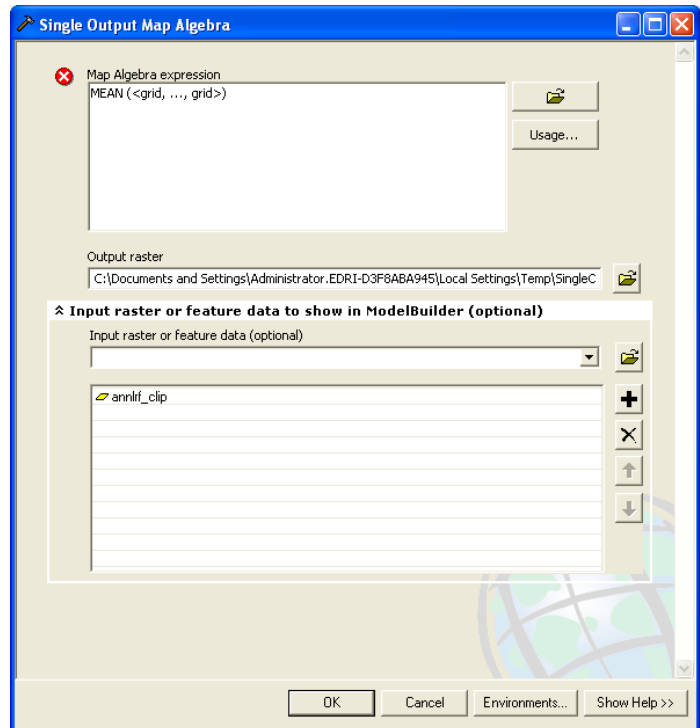 Single Output Map Algebra
Map Algebra expression
MEAN (<grid, ..., grid>)
Usage...
Output raster
C:\Documents and Settings\Administrator.EDRI-D3F8ABA945\Local Settings\Temp\SingleC
Input raster or feature data to show in ModelBuilder (optional)
Input raster or feature data (optional)
annlrf_clip
OK
Cancel
Environments...
Show Help >>